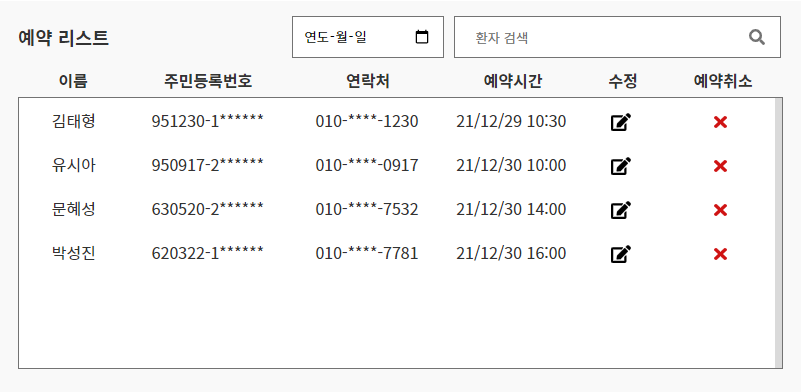 예약 리스트 연도-월-일 환자 검색
이름 주민등록번호 연락처 예약시간 수정 예약취소
김태형 951230-1****** 010-****-1230 21/12/29 10:30
유시아 950917-2****** 010-****-0917 21/12/30 10:00
문혜성 630520-2****** 010-****-7532 21/12/30 14:00
박성진 620322-1****** 010-****-7781 21/12/30 16:00